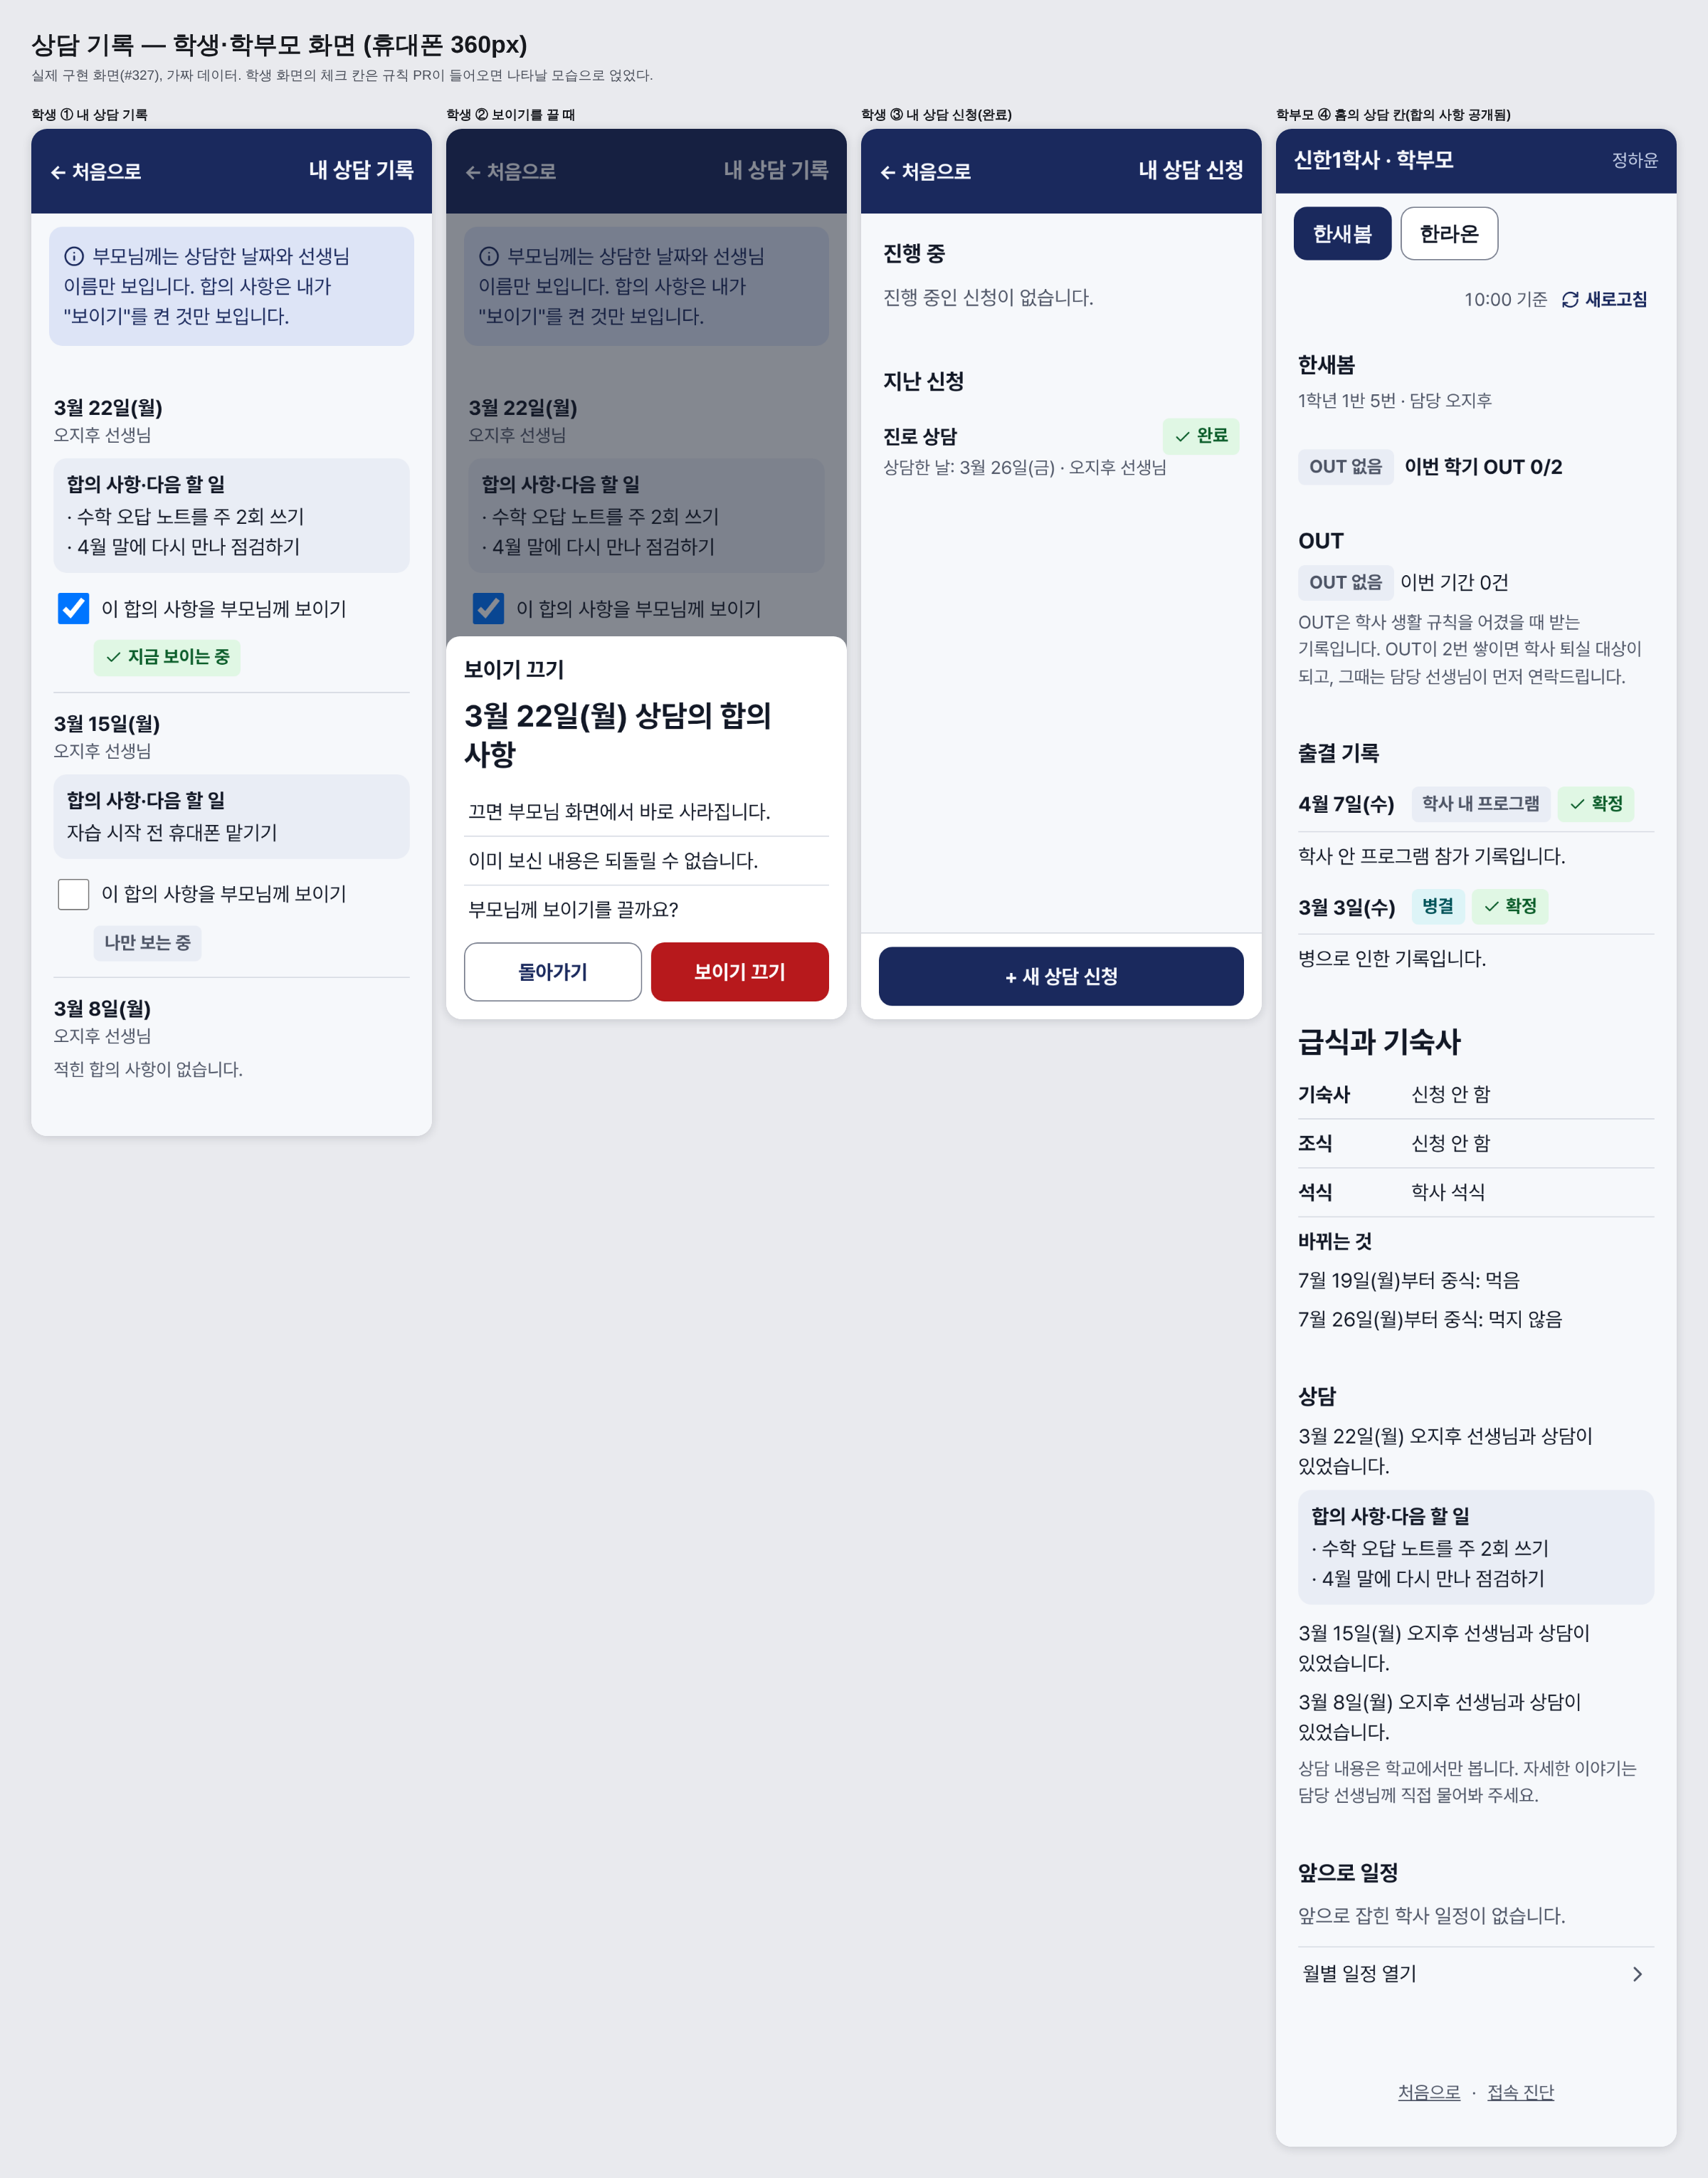 상담 기록 — 학생·학부모 화면 (휴대폰 360px)
실제 구현 화면(#327), 가짜 데이터. 학생 화면의 체크 칸은 규칙 PR이 들어오면 나타날 모습으로 얹었다.
학생 ① 내 상담 기록
← 처음으로
내 상담 기록
부모님께는 상담한 날짜와 선생님
이름만 보입니다. 합의 사항은 내가
"보이기"를 켠 것만 보입니다.
3월 22일(월)
오지후 선생님
합의 사항·다음 할 일
· 수학 오답 노트를 주 2회 쓰기
· 4월 말에 다시 만나 점검하기
이 합의 사항을 부모님께 보이기
✓ 지금 보이는 중
3월 15일(월)
오지후 선생님
합의 사항·다음 할 일
자습 시작 전 휴대폰 맡기기
이 합의 사항을 부모님께 보이기
나만 보는 중
3월 8일(월)
오지후 선생님
적힌 합의 사항이 없습니다.
학생 ② 보이기를 끌 때
← 처음으로
내 상담 기록
부모님께는 상담한 날짜와 선생님
이름만 보입니다. 합의 사항은 내가
"보이기"를 켠 것만 보입니다.
3월 22일(월)
오지후 선생님
합의 사항·다음 할 일
· 수학 오답 노트를 주 2회 쓰기
· 4월 말에 다시 만나 점검하기
이 합의 사항을 부모님께 보이기
보이기 끄기
3월 22일(월) 상담의 합의
사항
끄면 부모님 화면에서 바로 사라집니다.
이미 보신 내용은 되돌릴 수 없습니다.
부모님께 보이기를 끌까요?
돌아가기
보이기 끄기
학생 ③ 내 상담 신청(완료)
← 처음으로
내 상담 신청
진행 중
진행 중인 신청이 없습니다.
지난 신청
진로 상담
✓ 완료
상담한 날: 3월 26일(금) · 오지후 선생님
+ 새 상담 신청
학부모 ④ 홈의 상담 칸(합의 사항 공개됨)
신한1학사 · 학부모
정하윤
한새봄
한라온
10:00 기준
새로고침
한새봄
1학년 1반 5번 · 담당 오지후
OUT 없음
이번 학기 OUT 0/2
OUT
OUT 없음
이번 기간 0건
OUT은 학사 생활 규칙을 어겼을 때 받는
기록입니다. OUT이 2번 쌓이면 학사 퇴실 대상이
되고, 그때는 담당 선생님이 먼저 연락드립니다.
출결 기록
4월 7일(수)
학사 내 프로그램
✓ 확정
학사 안 프로그램 참가 기록입니다.
3월 3일(수)
병결
✓ 확정
병으로 인한 기록입니다.
급식과 기숙사
기숙사
신청 안 함
조식
신청 안 함
석식
학사 석식
바뀌는 것
7월 19일(월)부터 중식: 먹음
7월 26일(월)부터 중식: 먹지 않음
상담
3월 22일(월) 오지후 선생님과 상담이
있었습니다.
합의 사항·다음 할 일
· 수학 오답 노트를 주 2회 쓰기
· 4월 말에 다시 만나 점검하기
3월 15일(월) 오지후 선생님과 상담이
있었습니다.
3월 8일(월) 오지후 선생님과 상담이
있었습니다.
상담 내용은 학교에서만 봅니다. 자세한 이야기는
담당 선생님께 직접 물어봐 주세요.
앞으로 일정
앞으로 잡힌 학사 일정이 없습니다.
월별 일정 열기
처음으로 · 접속 진단